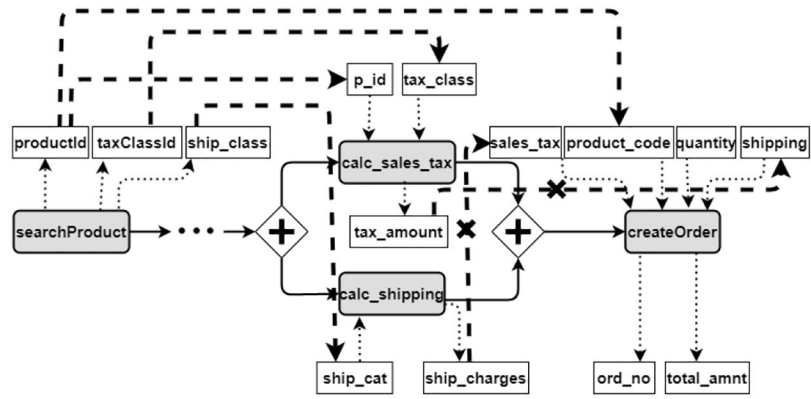 p_id
tax_class
productId
taxClassId
ship_class
calc_sales_tax
sales_tax
product_code
quantity
shipping
searchProduct
tax_amount
createOrder
calc_shipping
ship_cat
ship_charges
ord_no
total_amnt